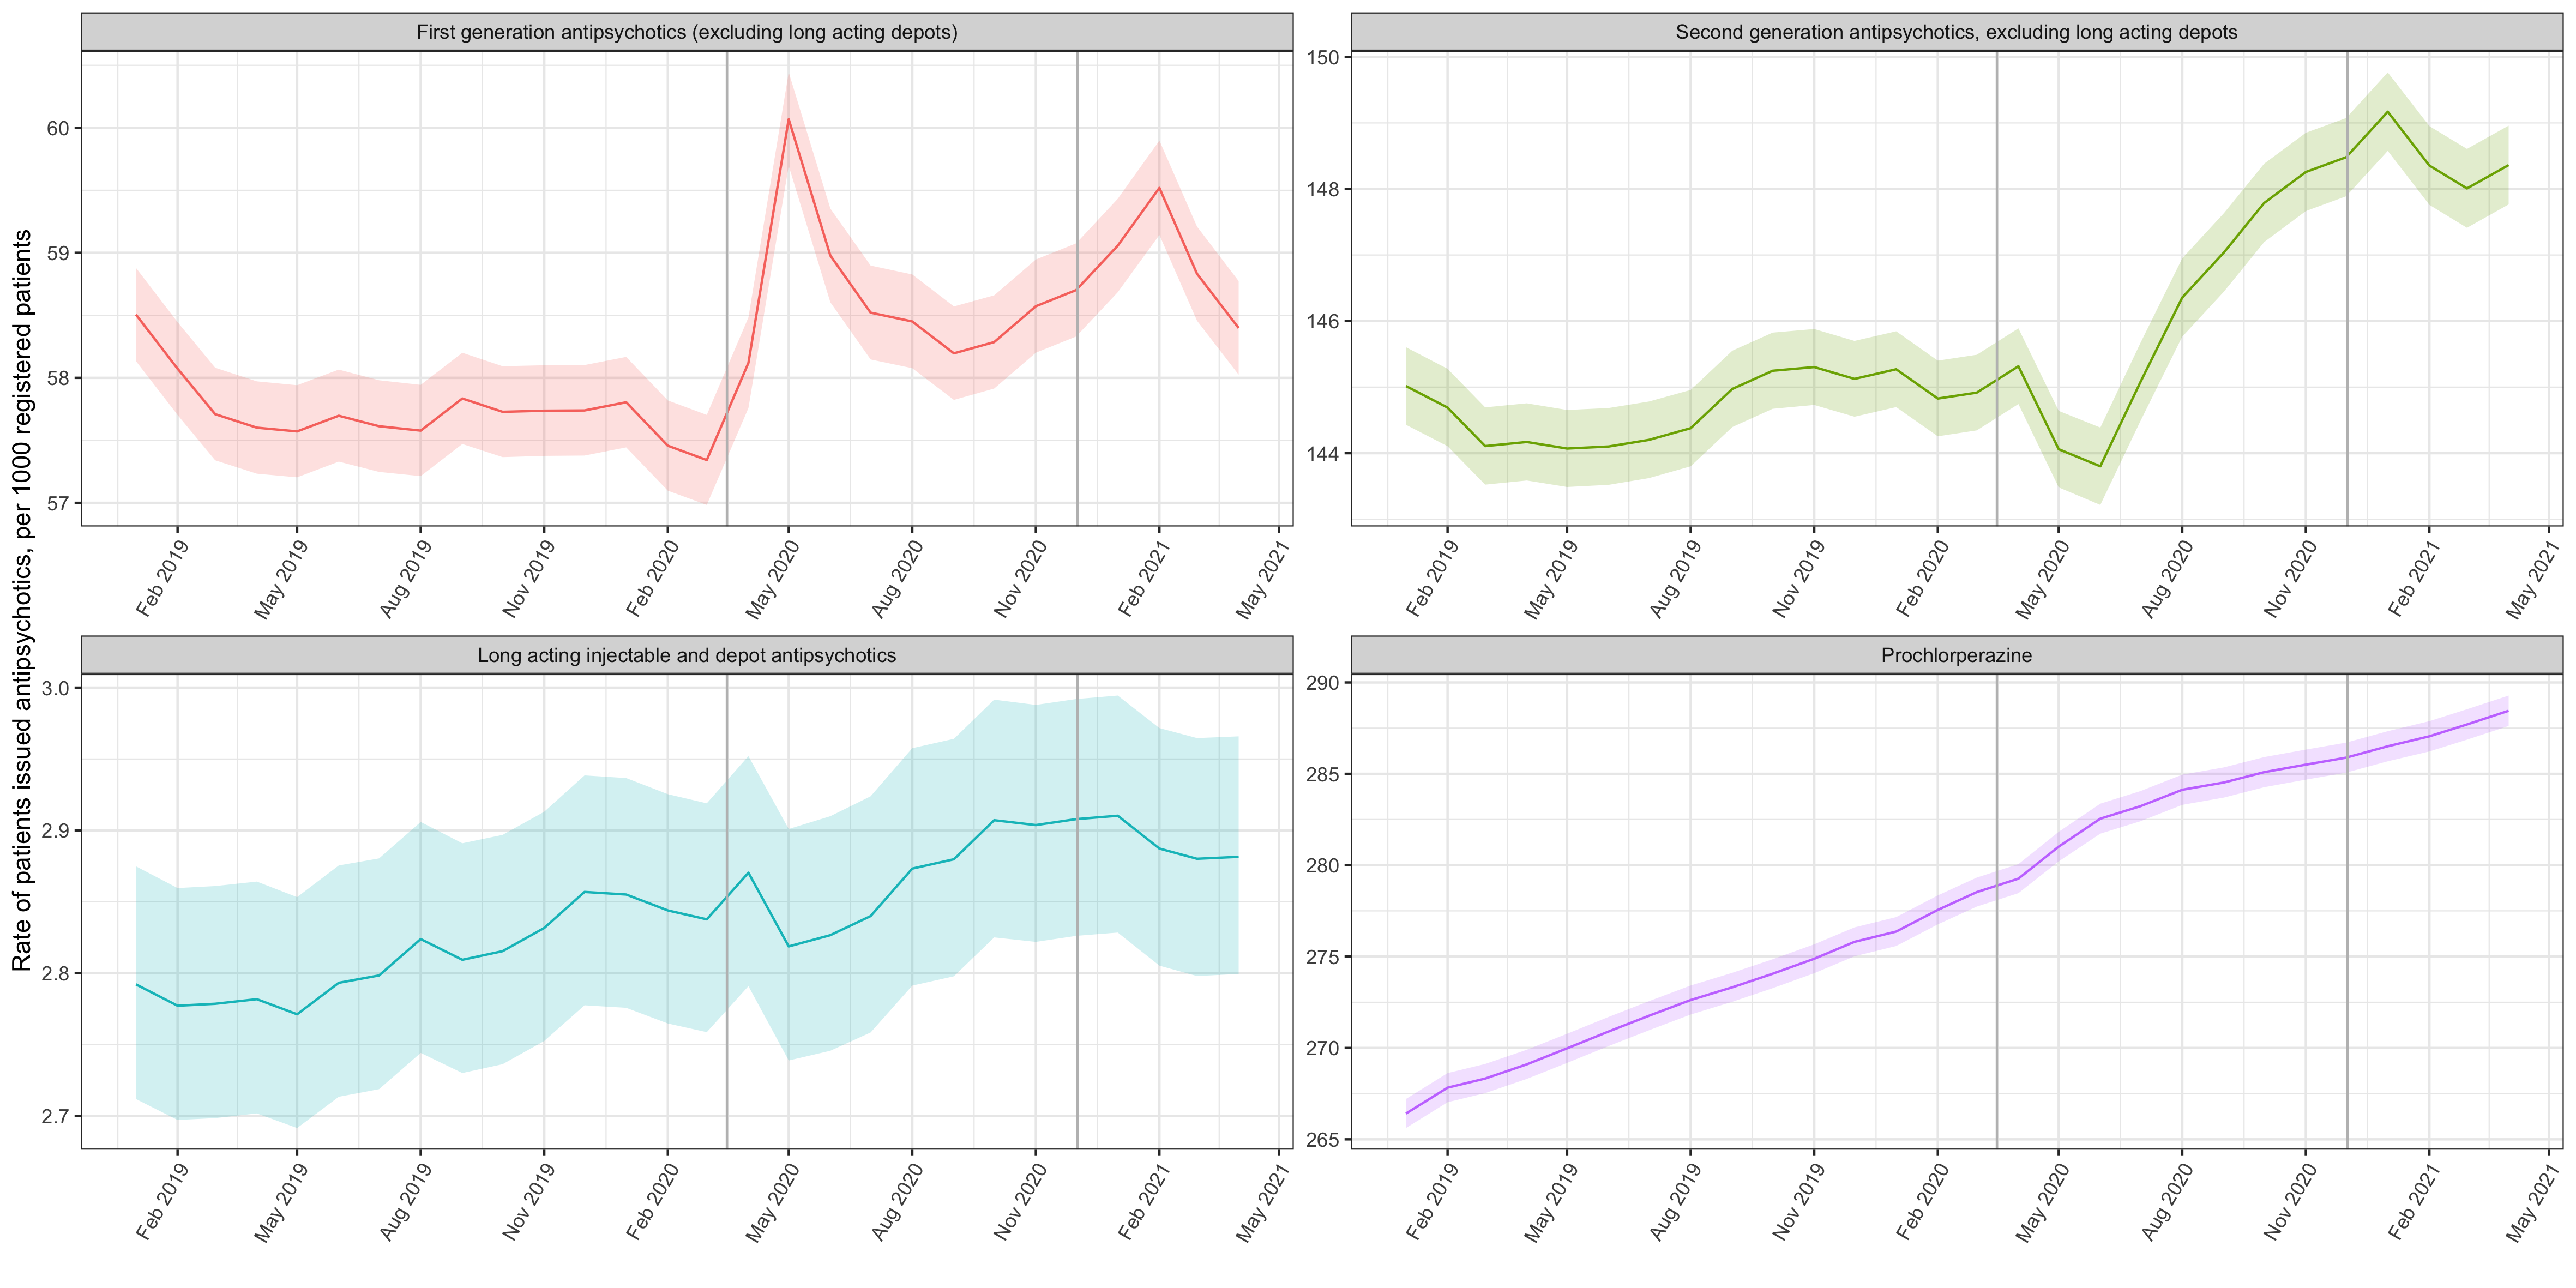 Rate of patients issued antipsychotics, per 1000 registered patients
First generation antipsychotics (excluding long acting depots)
60
59
58
57
Feb 2019
May 2019
Aug 2019
Nov 2019
Feb 2020
May 2020
Aug 2020
Nov 2020
Feb 2021
May 2021
Second generation antipsychotics, excluding long acting depots
150
148
146
144
Feb 2019
May 2019
Aug 2019
Nov 2019
Feb 2020
May 2020
Aug 2020
Nov 2020
Feb 2021
May 2021
Long acting injectable and depot antipsychotics
3.0
2.9
2.8
2.7
Feb 2019
May 2019
Aug 2019
Nov 2019
Feb 2020
May 2020
Aug 2020
Nov 2020
Feb 2021
May 2021
Prochlorperazine
290
285
280
275
270
265
Feb 2019
May 2019
Aug 2019
Nov 2019
Feb 2020
May 2020
Aug 2020
Nov 2020
Feb 2021
May 2021